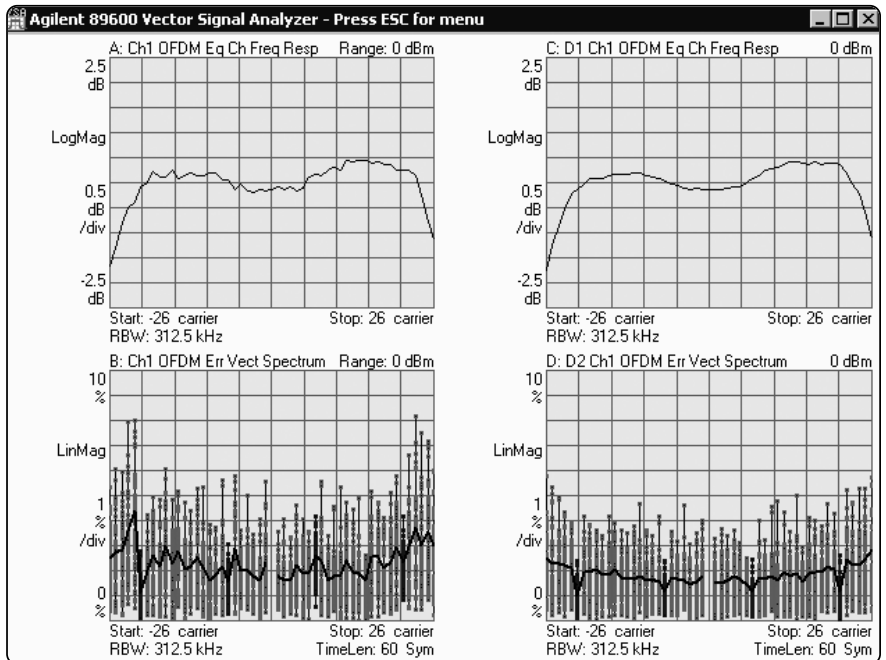 Agilent 89600 Vector Signal Analyzer - Press ESC for menu
A: Ch1 OFDM Eq Ch Freq Resp Range: 0 dBm
2.5
dB
LogMag
0.5
dB
/div
-2.5
dB
Start: -26 carrier Stop: 26 carrier
RBW: 312.5 kHz
C: D1 Ch1 OFDM Eq Ch Freq Resp 0 dBm
2.5
dB
LogMag
0.5
dB
/div
-2.5
dB
Start: -26 carrier Stop: 26 carrier
RBW: 312.5 kHz
B: Ch1 OFDM Err Vect Spectrum Range: 0 dBm
10
%
LinMag
1
%
/div
0
%
Start: -26 carrier Stop: 26 carrier
RBW: 312.5 kHz TimeLen: 60 Sym
D: D2 Ch1 OFDM Err Vect Spectrum 0 dBm
10
%
LinMag
1
%
/div
0
%
Start: -26 carrier Stop: 26 carrier
RBW: 312.5 kHz TimeLen: 60 Sym